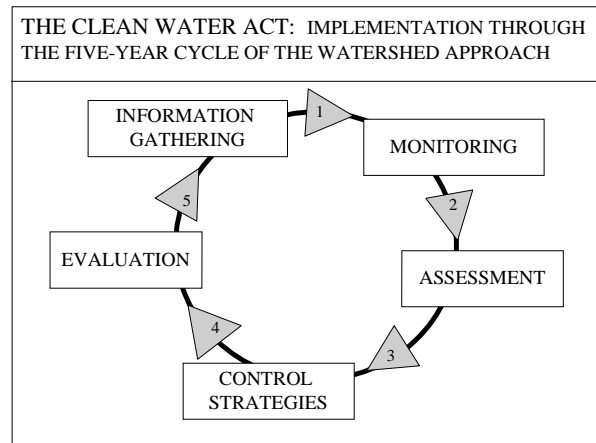 THE CLEAN WATER ACT: IMPLEMENTATION THROUGH
THE FIVE-YEAR CYCLE OF THE WATERSHED APPROACH
INFORMATION
GATHERING
1
MONITORING
2
ASSESSMENT
3
CONTROL
STRATEGIES
4
EVALUATION
5